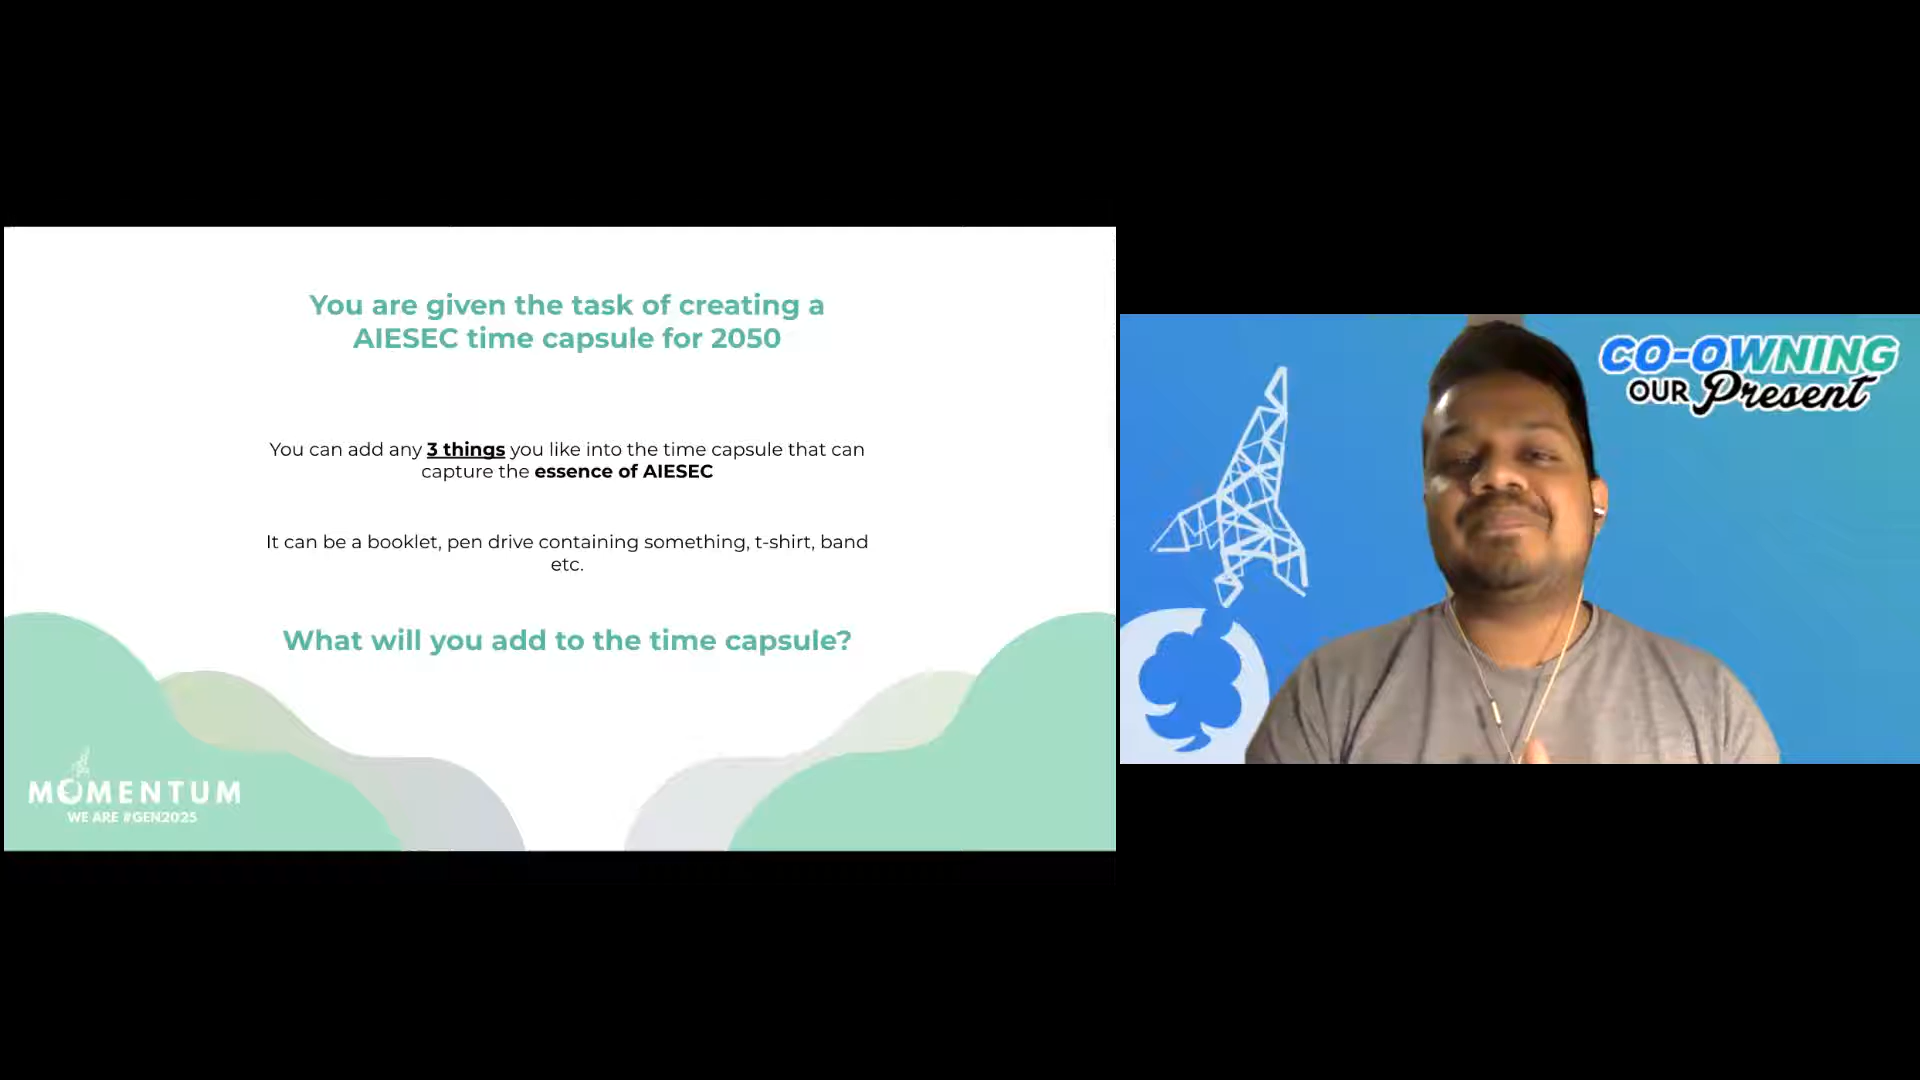 You are given the task of creating a
AIESEC time capsule for 2050
You can add any 3 things you like into the time capsule that can
capture the essence of AIESEC
It can be a booklet, pen drive containing something, t-shirt, band
etc.
What will you add to the time capsule?
MOMENTUM
WE ARE #GEN2025
CO-OWNING
OUR Present